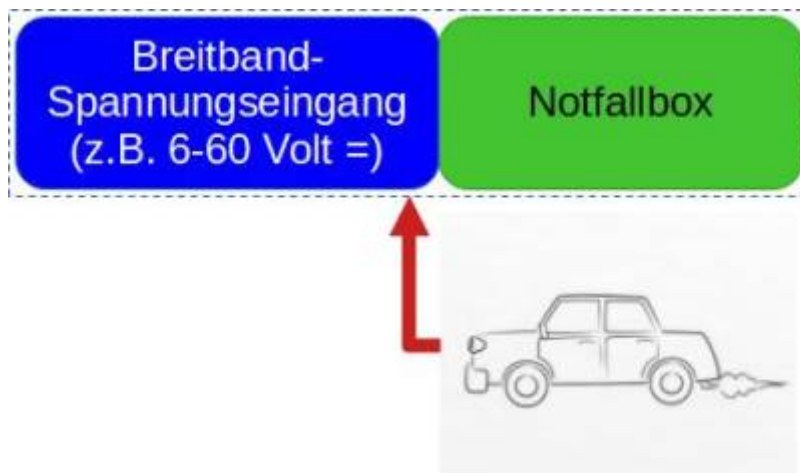 Breitband-
Spannungseingang
(z.B. 6-60 Volt =)
Notfallbox